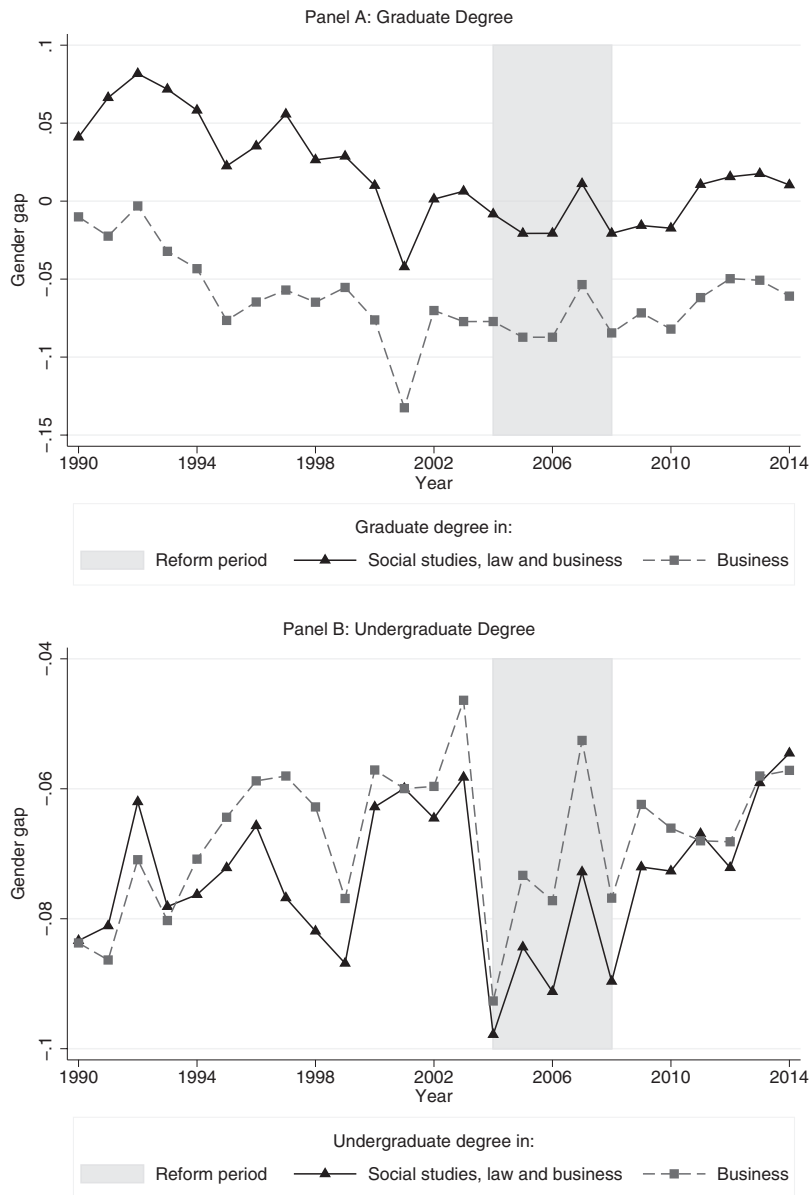 Panel A: Graduate Degree
.1
.05
0
−.05
−.1
−.15
Gender gap
1990 1994 1998 2002 2006 2010 2014
Year
Graduate degree in:
Reform period Social studies, law and business Business
Panel B: Undergraduate Degree
−.04
−.06
−.08
−.1
Gender gap
1990 1994 1998 2002 2006 2010 2014
Year
Undergraduate degree in:
Reform period Social studies, law and business Business